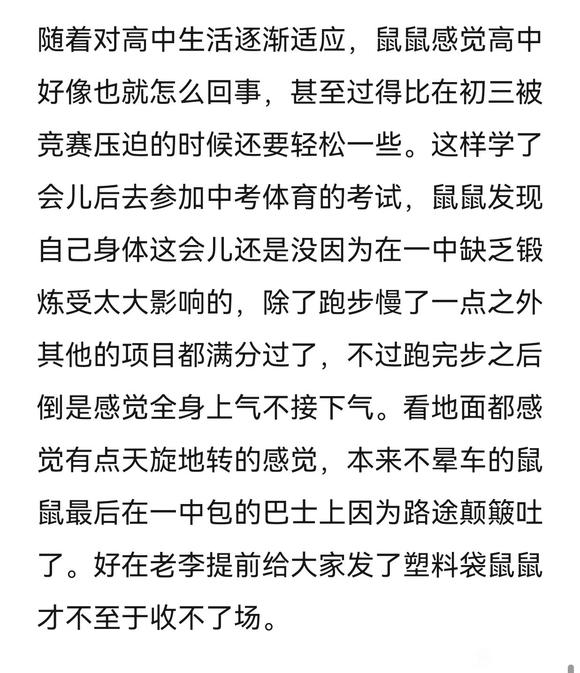 随着对高中生活逐渐适应，鼠鼠感觉高中
好像也就怎么回事，甚至过得比在初三被
竞赛压迫的时候还要轻松一些。这样学了
会儿后去参加中考体育的考试，鼠鼠发现
自己身体这会儿还是没因为在一中缺乏锻
炼受太大影响的，除了跑步慢了一点之外
其他的项目都满分过了，不过跑完步之后
倒是感觉全身上气不接下气。看地面都感
觉有点天旋地转的感觉，本来不晕车的鼠
鼠最后在一中包的巴士上因为路途颠簸吐
了。好在老李提前给大家发了塑料袋鼠鼠
才不至于收不了场。